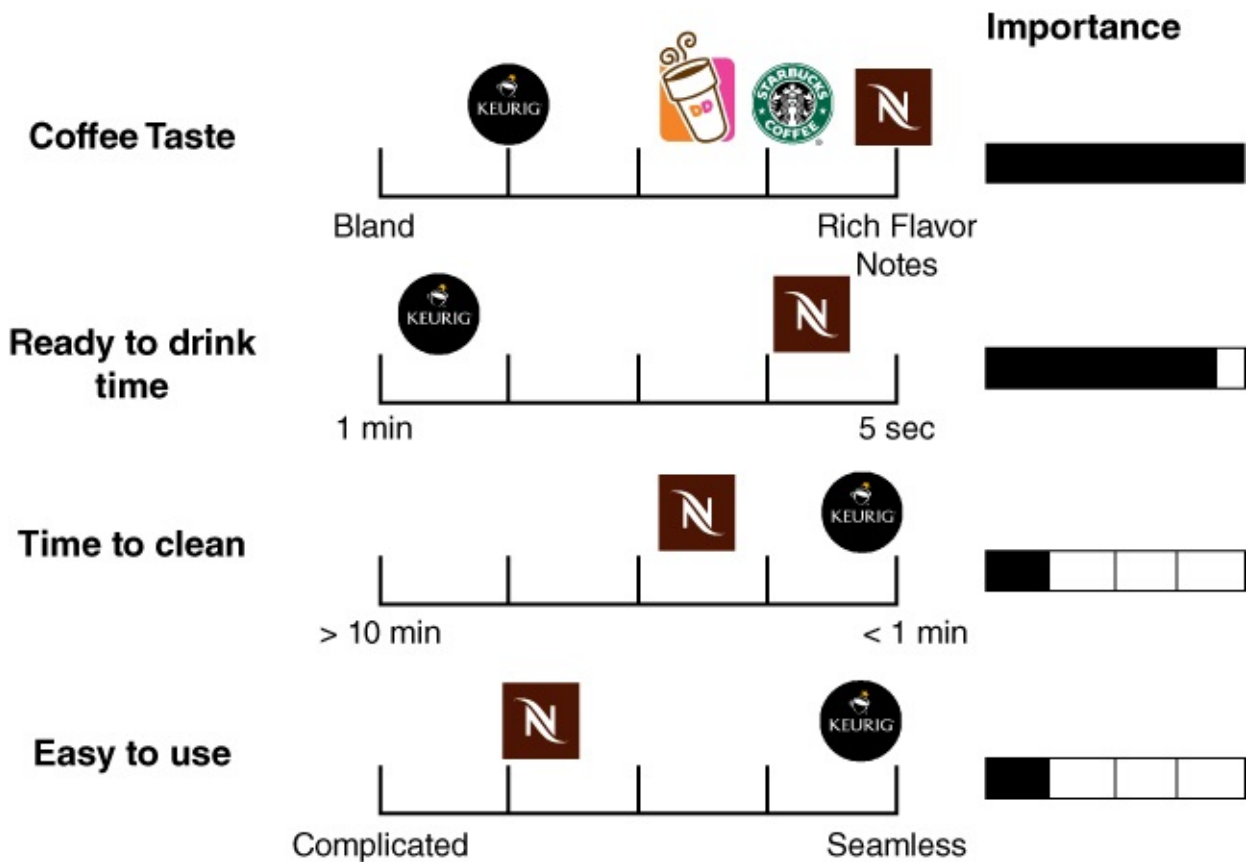 Importance
KEURIG
DD
STARBUCKS
COFFEE
N
Coffee Taste
Bland
Rich Flavor
Notes
KEURIG
N
Ready to drink
time
1 min
5 sec
N
KEURIG
Time to clean
> 10 min
< 1 min
N
KEURIG
Easy to use
Complicated
Seamless